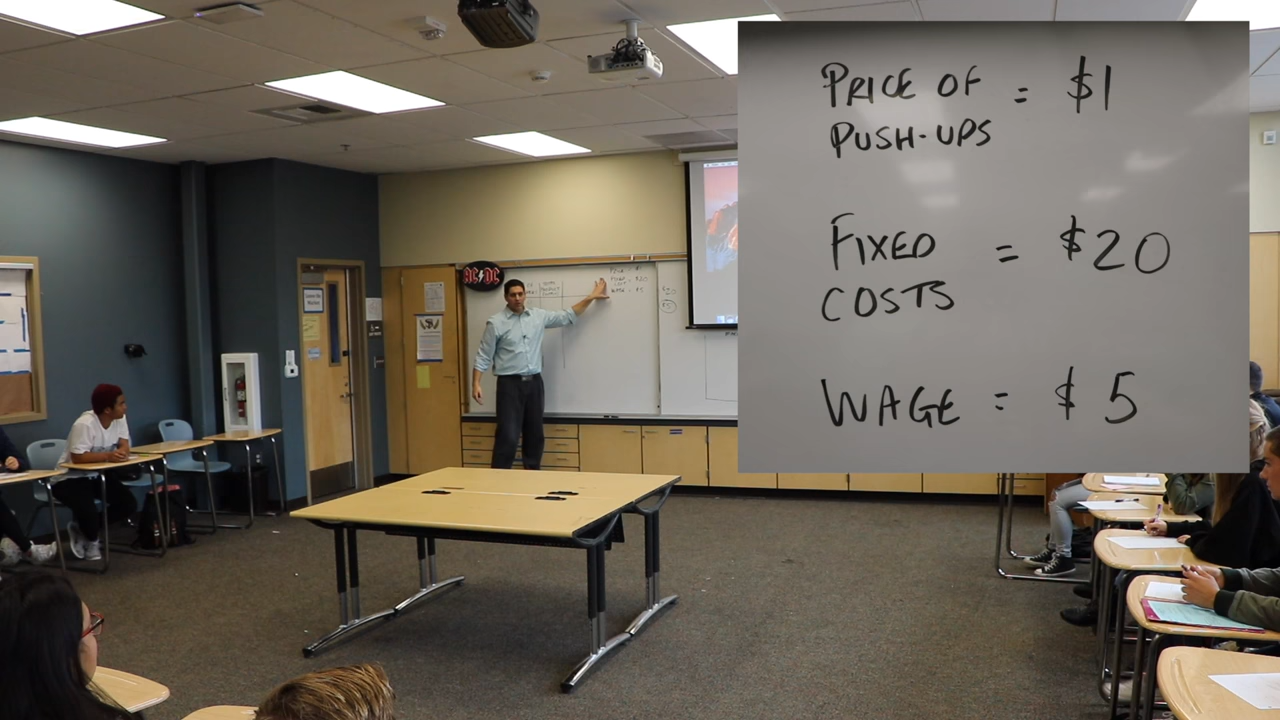 PRICE OF = $1
PUSH-UPS
FIXED = $20
COSTS
WAGE = $5
AC/DC